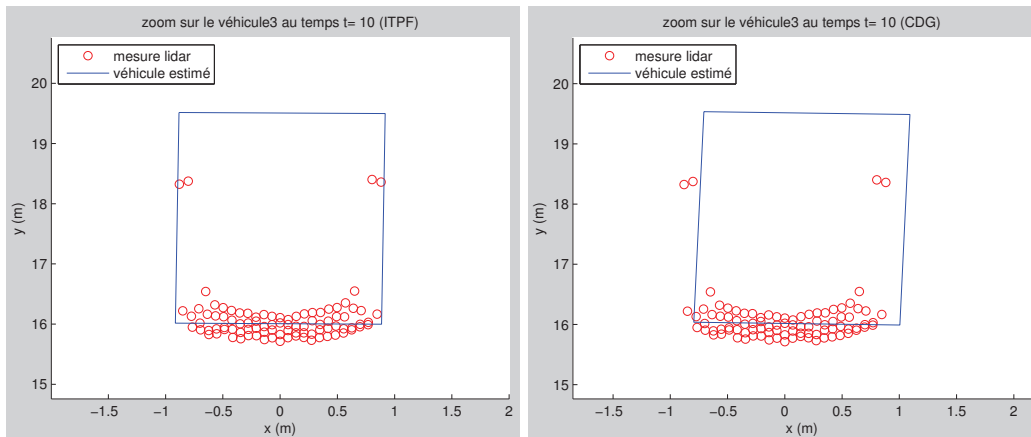 zoom sur le véhicule3 au temps t= 10 (ITPF)
mesure lidar
véhicule estimé
20
19
18
17
16
15
y (m)
−1.5 −1 −0.5 0 0.5 1 1.5 2
x (m)
zoom sur le véhicule3 au temps t= 10 (CDG)
mesure lidar
véhicule estimé
20
19
18
17
16
15
y (m)
−1.5 −1 −0.5 0 0.5 1 1.5 2
x (m)